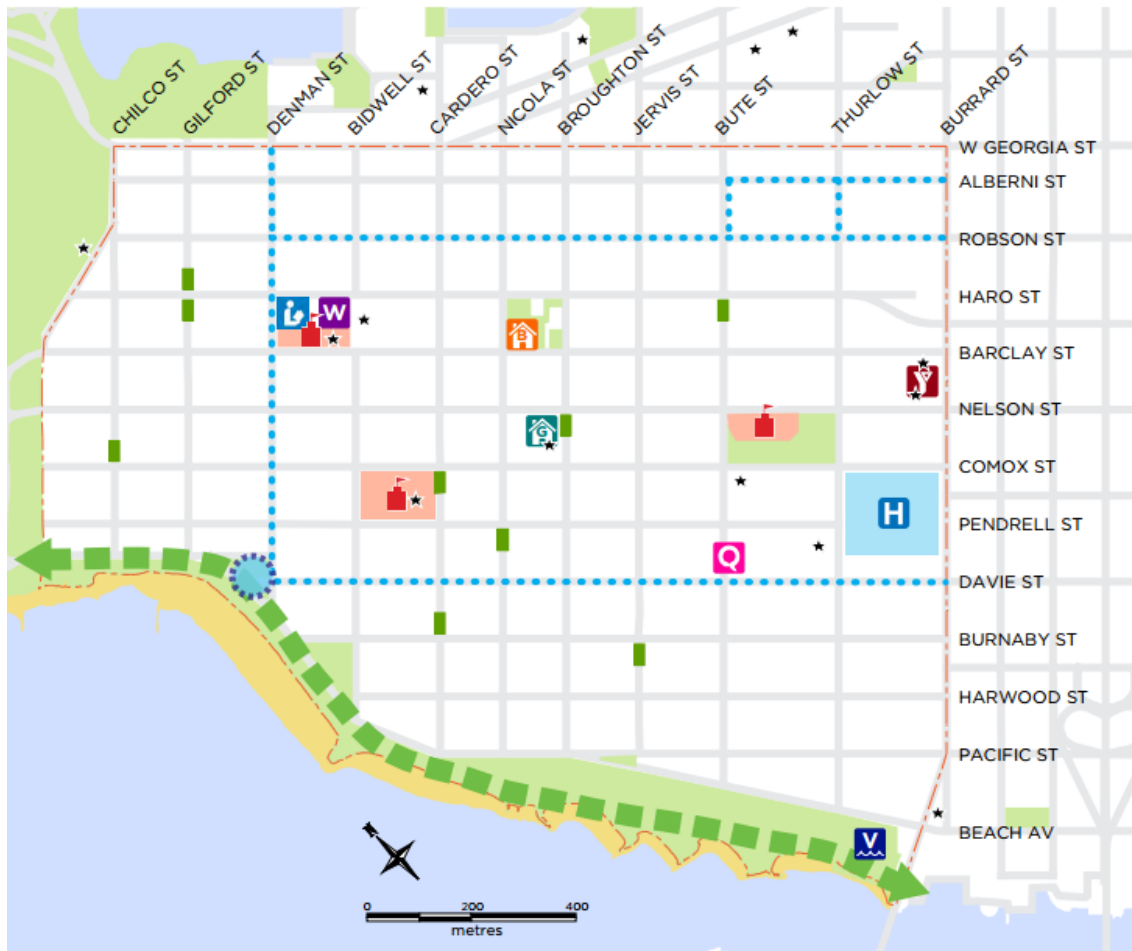 CHILCO ST
GILFORD ST
DENMAN ST
BIDWELL ST
CARDERO ST
NICOLA ST
BROUGHTON ST
JERVIS ST
BUTE ST
THURLOW ST
BURRARD ST
W GEORGIA ST
ALBERNI ST
ROBSON ST
HARO ST
W
B
BARCLAY ST
Y
NELSON ST
G
COMOX ST
H
PENDRELL ST
Q
DAVIE ST
BURNABY ST
HARWOOD ST
PACIFIC ST
BEACH AV
V
0 200 400
metres